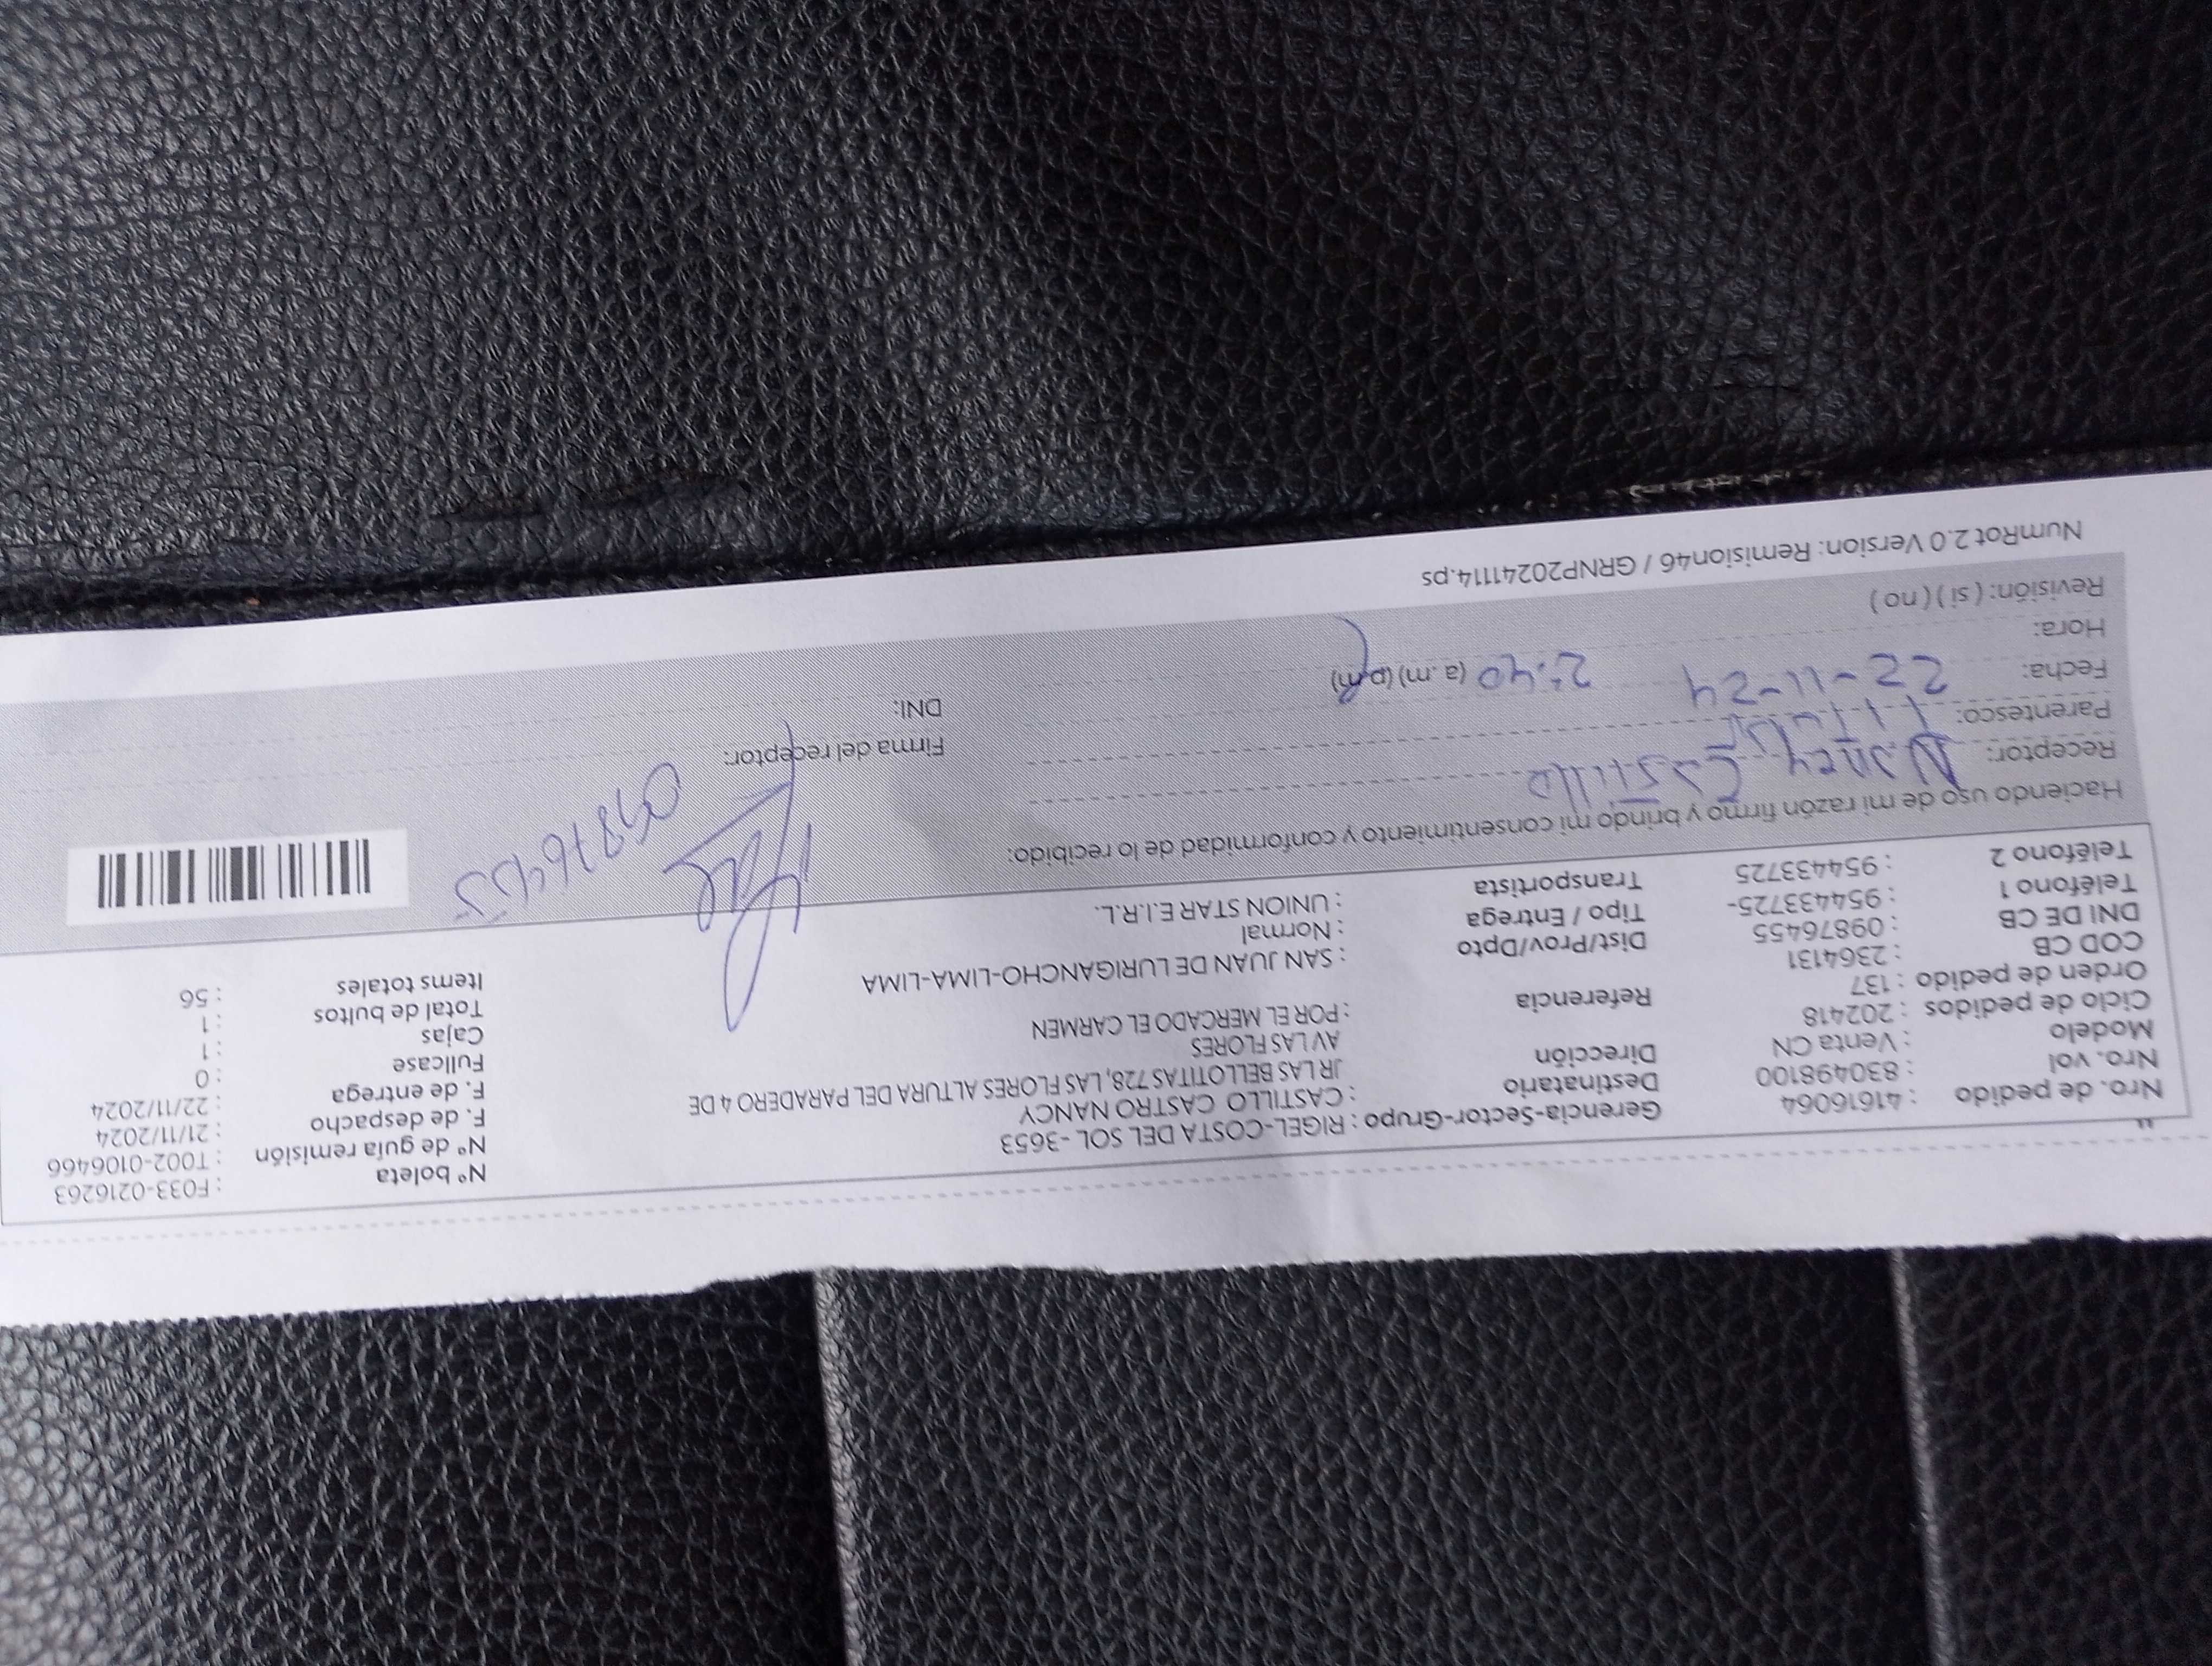 Nro. de pedido : 41616064
Nro. vol : 830498100
Modelo : Venta CN
Ciclo de pedidos : 202418
Orden de pedido : 137
COD CB : 2364131
DNI DE CB : 09876455
Teléfono 1 : 954433725-
Teléfono 2 : 954433725
Gerencia-Sector-Grupo : RIGEL-COSTA DEL SOL -3653
Destinatario : CASTILLO CASTRO NANCY
Dirección : JR LAS BELLOTITAS 728, LAS FLORES ALTURA DEL PARADERO 4 DE
AV LAS FLORES
Referencia : POR EL MERCADO EL CARMEN
Dist/Prov/Dpto : SAN JUAN DE LURIGANCHO-LIMA-LIMA
Tipo / Entrega : Normal
Transportista : UNION STAR E.I.R.L.
Nº boleta : F033-0216263
Nº de guía remisión : T002-0106466
F. de despacho : 21/11/2024
F. de entrega : 22/11/2024
Fullcase : 0
Cajas : 1
Total de bultos : 1
Items totales : 56
Haciendo uso de mi razón firmo y brindo mi consentimiento y conformidad de lo recibido:
Receptor: Nancy Castillo
Parentesco: titular
Fecha: 22-11-24
Hora: 2:40 (a.m) (p.m)
Revisión: ( si ) ( no )
Firma del receptor:
DNI: 09876455
NumRot 2.0 Version: Remision46 / GRNP20241114.ps